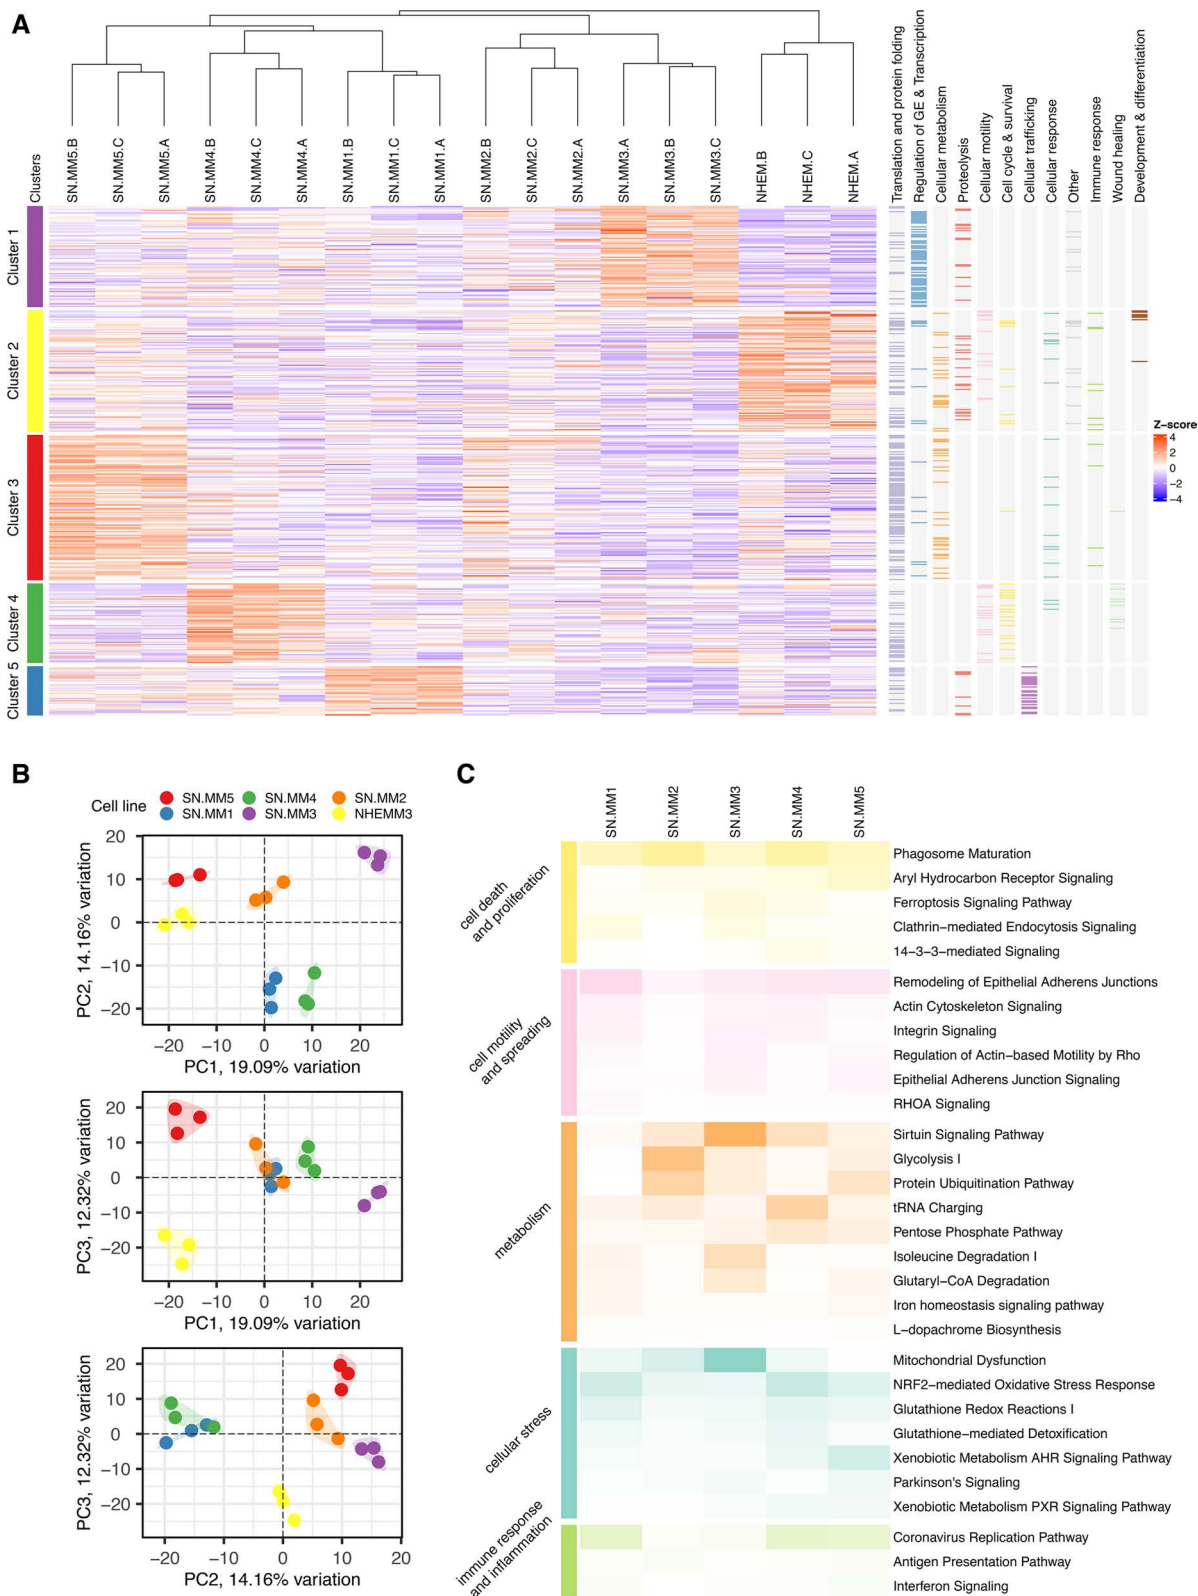 A
Clusters
SN.MM5.B
SN.MM5.C
SN.MM5.A
SN.MM4.B
SN.MM4.C
SN.MM4.A
SN.MM1.B
SN.MM1.C
SN.MM1.A
SN.MM2.B
SN.MM2.C
SN.MM2.A
SN.MM3.A
SN.MM3.B
SN.MM3.C
NHEM.B
NHEM.C
NHEM.A
Translation and protein folding
Regulation of GE & Transcription
Cellular metabolism
Proteolysis
Cellular motility
Cell cycle & survival
Cellular trafficking
Cellular response
Other
Immune response
Wound healing
Development & differentiation
Cluster 1
Cluster 2
Cluster 3
Cluster 4
Cluster 5
Z−score
4
2
0
−2
−4
B
Cell line
SN.MM5
SN.MM4
SN.MM2
SN.MM1
SN.MM3
NHEMM3
PC2, 14.16% variation
20
10
0
−10
−20
−20
−10
0
10
20
PC1, 19.09% variation
PC3, 12.32% variation
20
10
0
−10
−20
−20
−10
0
10
20
PC1, 19.09% variation
PC3, 12.32% variation
20
10
0
−10
−20
−20
−10
0
10
20
PC2, 14.16% variation
C
SN.MM1
SN.MM2
SN.MM3
SN.MM4
SN.MM5
cell death
and proliferation
Phagosome Maturation
Aryl Hydrocarbon Receptor Signaling
Ferroptosis Signaling Pathway
Clathrin−mediated Endocytosis Signaling
14−3−3−mediated Signaling
cell motility
and spreading
Remodeling of Epithelial Adherens Junctions
Actin Cytoskeleton Signaling
Integrin Signaling
Regulation of Actin−based Motility by Rho
Epithelial Adherens Junction Signaling
RHOA Signaling
metabolism
Sirtuin Signaling Pathway
Glycolysis I
Protein Ubiquitination Pathway
tRNA Charging
Pentose Phosphate Pathway
Isoleucine Degradation I
Glutaryl−CoA Degradation
Iron homeostasis signaling pathway
L−dopachrome Biosynthesis
cellular stress
Mitochondrial Dysfunction
NRF2−mediated Oxidative Stress Response
Glutathione Redox Reactions I
Glutathione−mediated Detoxification
Xenobiotic Metabolism AHR Signaling Pathway
Parkinson's Signaling
Xenobiotic Metabolism PXR Signaling Pathway
immune response
and inflammation
Coronavirus Replication Pathway
Antigen Presentation Pathway
Interferon Signaling